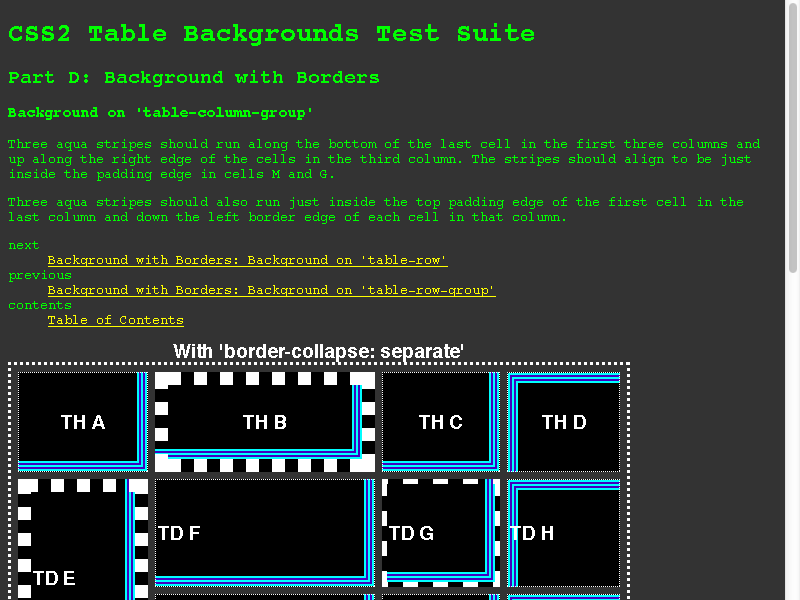 CSS2 Table Backgrounds Test Suite
Part D: Background with Borders
Background on 'table-column-group'
Three aqua stripes should run along the bottom of the last cell in the first three columns and
up along the right edge of the cells in the third column. The stripes should align to be just
inside the padding edge in cells M and G.
Three aqua stripes should also run just inside the top padding edge of the first cell in the
last column and down the left border edge of each cell in that column.
next
Background with Borders: Background on 'table-row'
previous
Background with Borders: Background on 'table-row-group'
contents
Table of Contents
With 'border-collapse: separate'
TH A
TH B
TH C
TH D
TD E
TD F
TD G
TD H